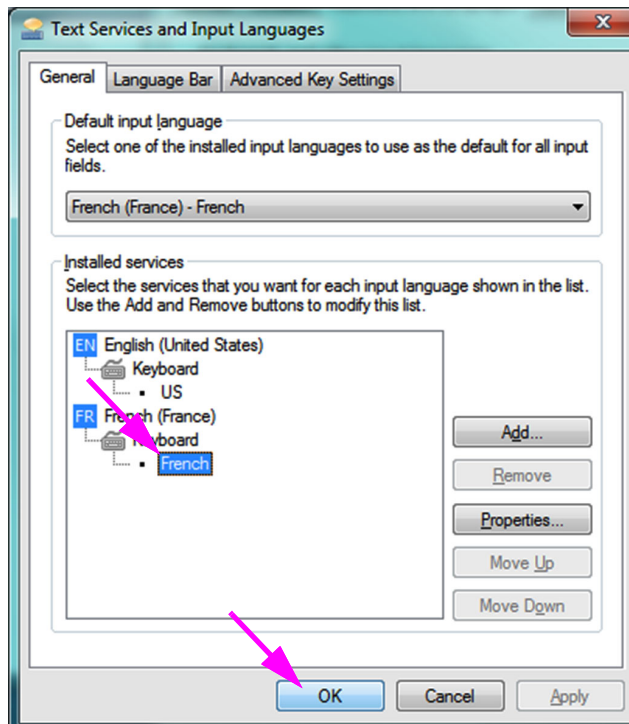 Text Services and Input Languages
General
Language Bar
Advanced Key Settings
Default input language
Select one of the installed input languages to use as the default for all input
fields.
French (France) - French
Installed services
Select the services that you want for each input language shown in the list.
Use the Add and Remove buttons to modify this list.
EN English (United States)
Keyboard
US
FR French (France)
Keyboard
French
Add...
Remove
Properties...
Move Up
Move Down
OK
Cancel
Apply